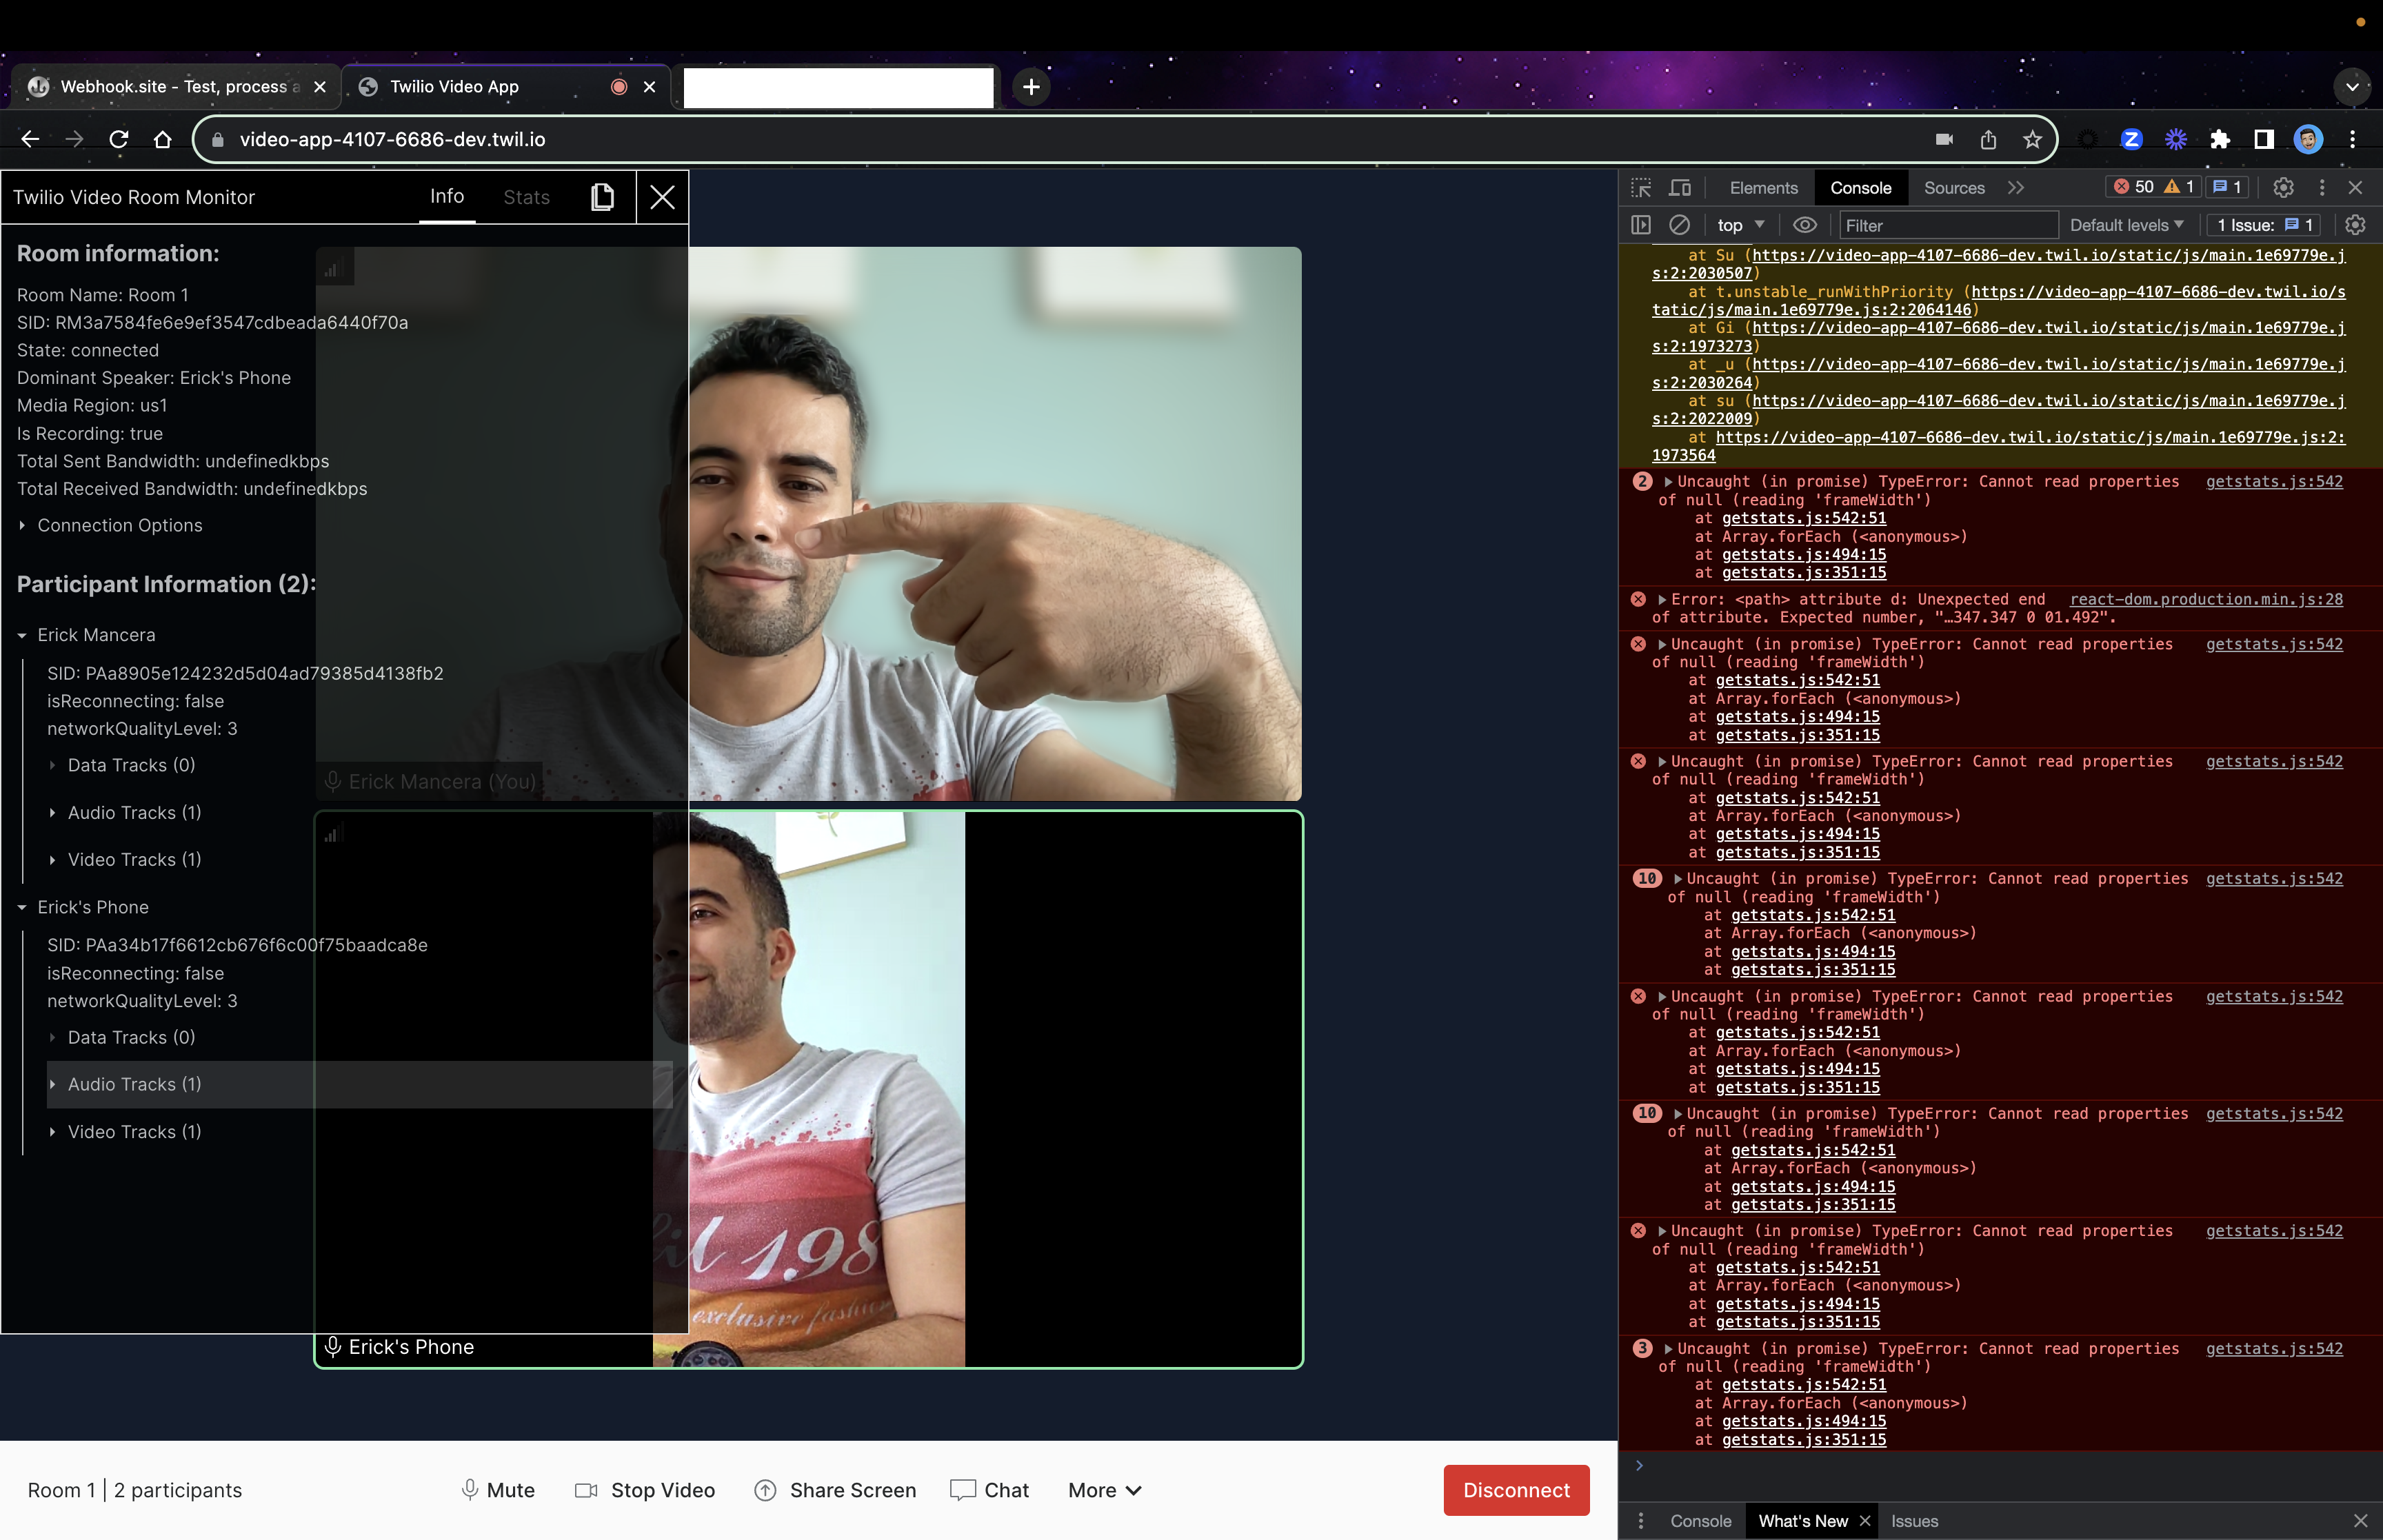 Webhook.site - Test, process a
Twilio Video App
video-app-4107-6686-dev.twil.io
Twilio Video Room Monitor
Info
Stats
Room information:
Room Name: Room 1
SID: RM3a7584fe6e9ef3547cdbeada6440f70a
State: connected
Dominant Speaker: Erick's Phone
Media Region: us1
Is Recording: true
Total Sent Bandwidth: undefinedkbps
Total Received Bandwidth: undefinedkbps
Connection Options
Participant Information (2):
Erick Mancera
SID: PAa8905e124232d5d04ad79385d4138fb2
isReconnecting: false
networkQualityLevel: 3
Data Tracks (0)
Erick Mancera (You)
Audio Tracks (1)
Video Tracks (1)
Erick's Phone
SID: PAa34b17f6612cb676f6c00f75baadca8e
isReconnecting: false
networkQualityLevel: 3
Data Tracks (0)
Audio Tracks (1)
Video Tracks (1)
198
exclusive fashion
Erick's Phone
Room 1 | 2 participants
Mute
Stop Video
Share Screen
Chat
More
Disconnect
Elements
Console
Sources
50
1
1
top
Filter
Default levels
1 Issue:
1
at Su (https://video-app-4107-6686-dev.twil.io/static/js/main.1e69779e.j
s:2:2030507)
at t.unstable_runWithPriority (https://video-app-4107-6686-dev.twil.io/s
tatic/js/main.1e69779e.js:2:2064146)
at Gi (https://video-app-4107-6686-dev.twil.io/static/js/main.1e69779e.j
s:2:1973273)
at _u (https://video-app-4107-6686-dev.twil.io/static/js/main.1e69779e.j
s:2:2030264)
at su (https://video-app-4107-6686-dev.twil.io/static/js/main.1e69779e.j
s:2:2022009)
at https://video-app-4107-6686-dev.twil.io/static/js/main.1e69779e.js:2:
1973564
2 Uncaught (in promise) TypeError: Cannot read properties getstats.js:542
of null (reading 'frameWidth')
at getstats.js:542:51
at Array.forEach (<anonymous>)
at getstats.js:494:15
at getstats.js:351:15
Error: <path> attribute d: Unexpected end react-dom.production.min.js:28
of attribute. Expected number, "…347.347 0 01.492".
Uncaught (in promise) TypeError: Cannot read properties getstats.js:542
of null (reading 'frameWidth')
at getstats.js:542:51
at Array.forEach (<anonymous>)
at getstats.js:494:15
at getstats.js:351:15
Uncaught (in promise) TypeError: Cannot read properties getstats.js:542
of null (reading 'frameWidth')
at getstats.js:542:51
at Array.forEach (<anonymous>)
at getstats.js:494:15
at getstats.js:351:15
10 Uncaught (in promise) TypeError: Cannot read properties getstats.js:542
of null (reading 'frameWidth')
at getstats.js:542:51
at Array.forEach (<anonymous>)
at getstats.js:494:15
at getstats.js:351:15
Uncaught (in promise) TypeError: Cannot read properties getstats.js:542
of null (reading 'frameWidth')
at getstats.js:542:51
at Array.forEach (<anonymous>)
at getstats.js:494:15
at getstats.js:351:15
10 Uncaught (in promise) TypeError: Cannot read properties getstats.js:542
of null (reading 'frameWidth')
at getstats.js:542:51
at Array.forEach (<anonymous>)
at getstats.js:494:15
at getstats.js:351:15
Uncaught (in promise) TypeError: Cannot read properties getstats.js:542
of null (reading 'frameWidth')
at getstats.js:542:51
at Array.forEach (<anonymous>)
at getstats.js:494:15
at getstats.js:351:15
3 Uncaught (in promise) TypeError: Cannot read properties getstats.js:542
of null (reading 'frameWidth')
at getstats.js:542:51
at Array.forEach (<anonymous>)
at getstats.js:494:15
at getstats.js:351:15
Console
What's New
Issues